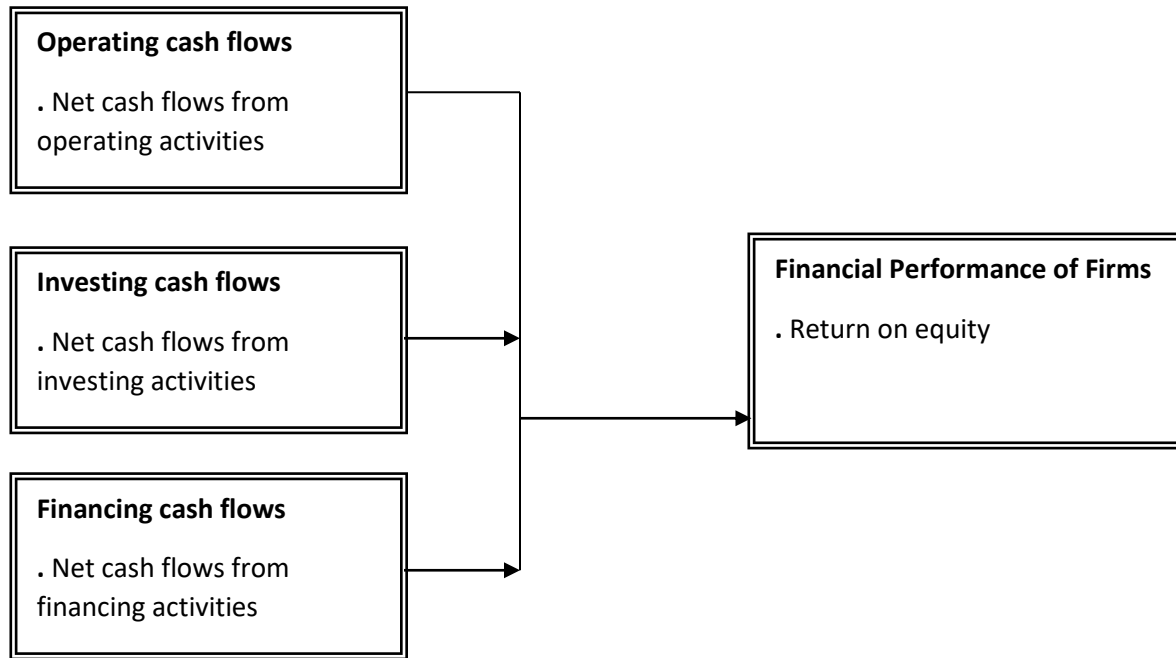 Operating cash flows
. Net cash flows from
operating activities
Investing cash flows
. Net cash flows from
investing activities
Financing cash flows
. Net cash flows from
financing activities
Financial Performance of Firms
. Return on equity